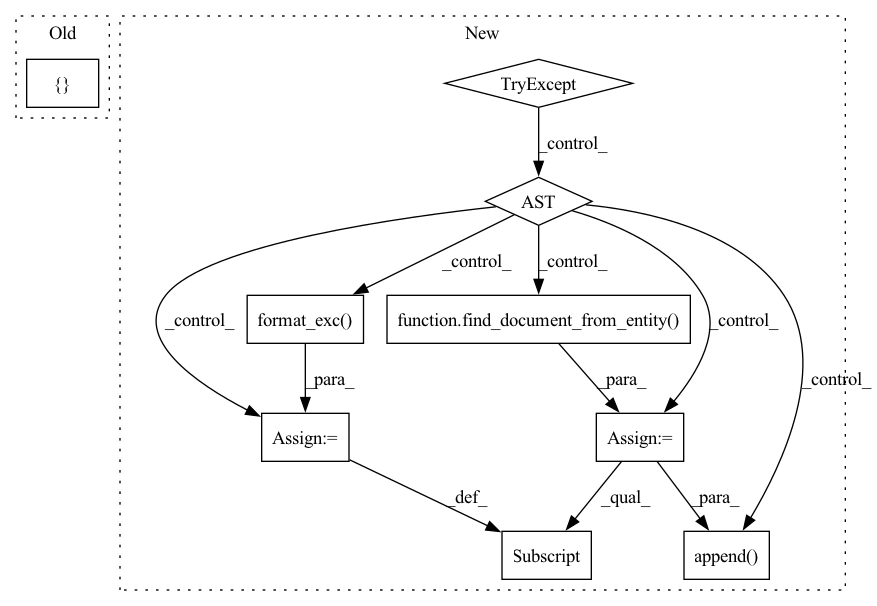 Old
New
{}
TryExcept
_control_
AST
_control_
_control_
_control_
_control_
_control_
format_exc()
function.find_document_from_entity()
_para_
_para_
Assign:=
Assign:=
_def_
_qual_
_para_
Subscript
append()